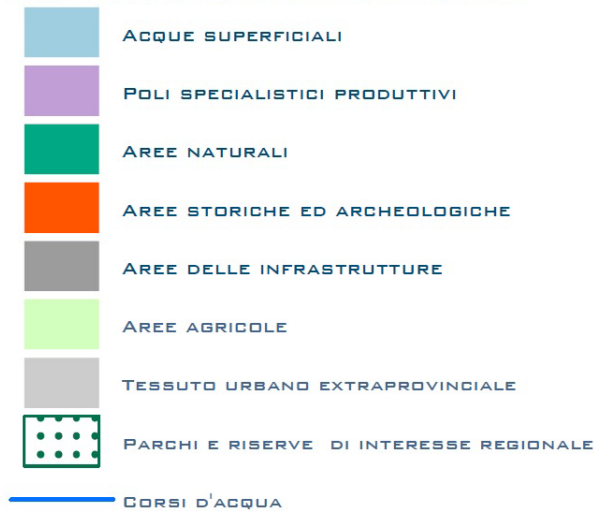 Acque superficiali
Poli specialistici produttivi
Aree naturali
Aree storiche ed archeologiche
Aree delle infrastrutture
Aree agricole
Tessuto urbano extraprovinciale
Parchi e riserve di interesse regionale
Corsi d'acqua